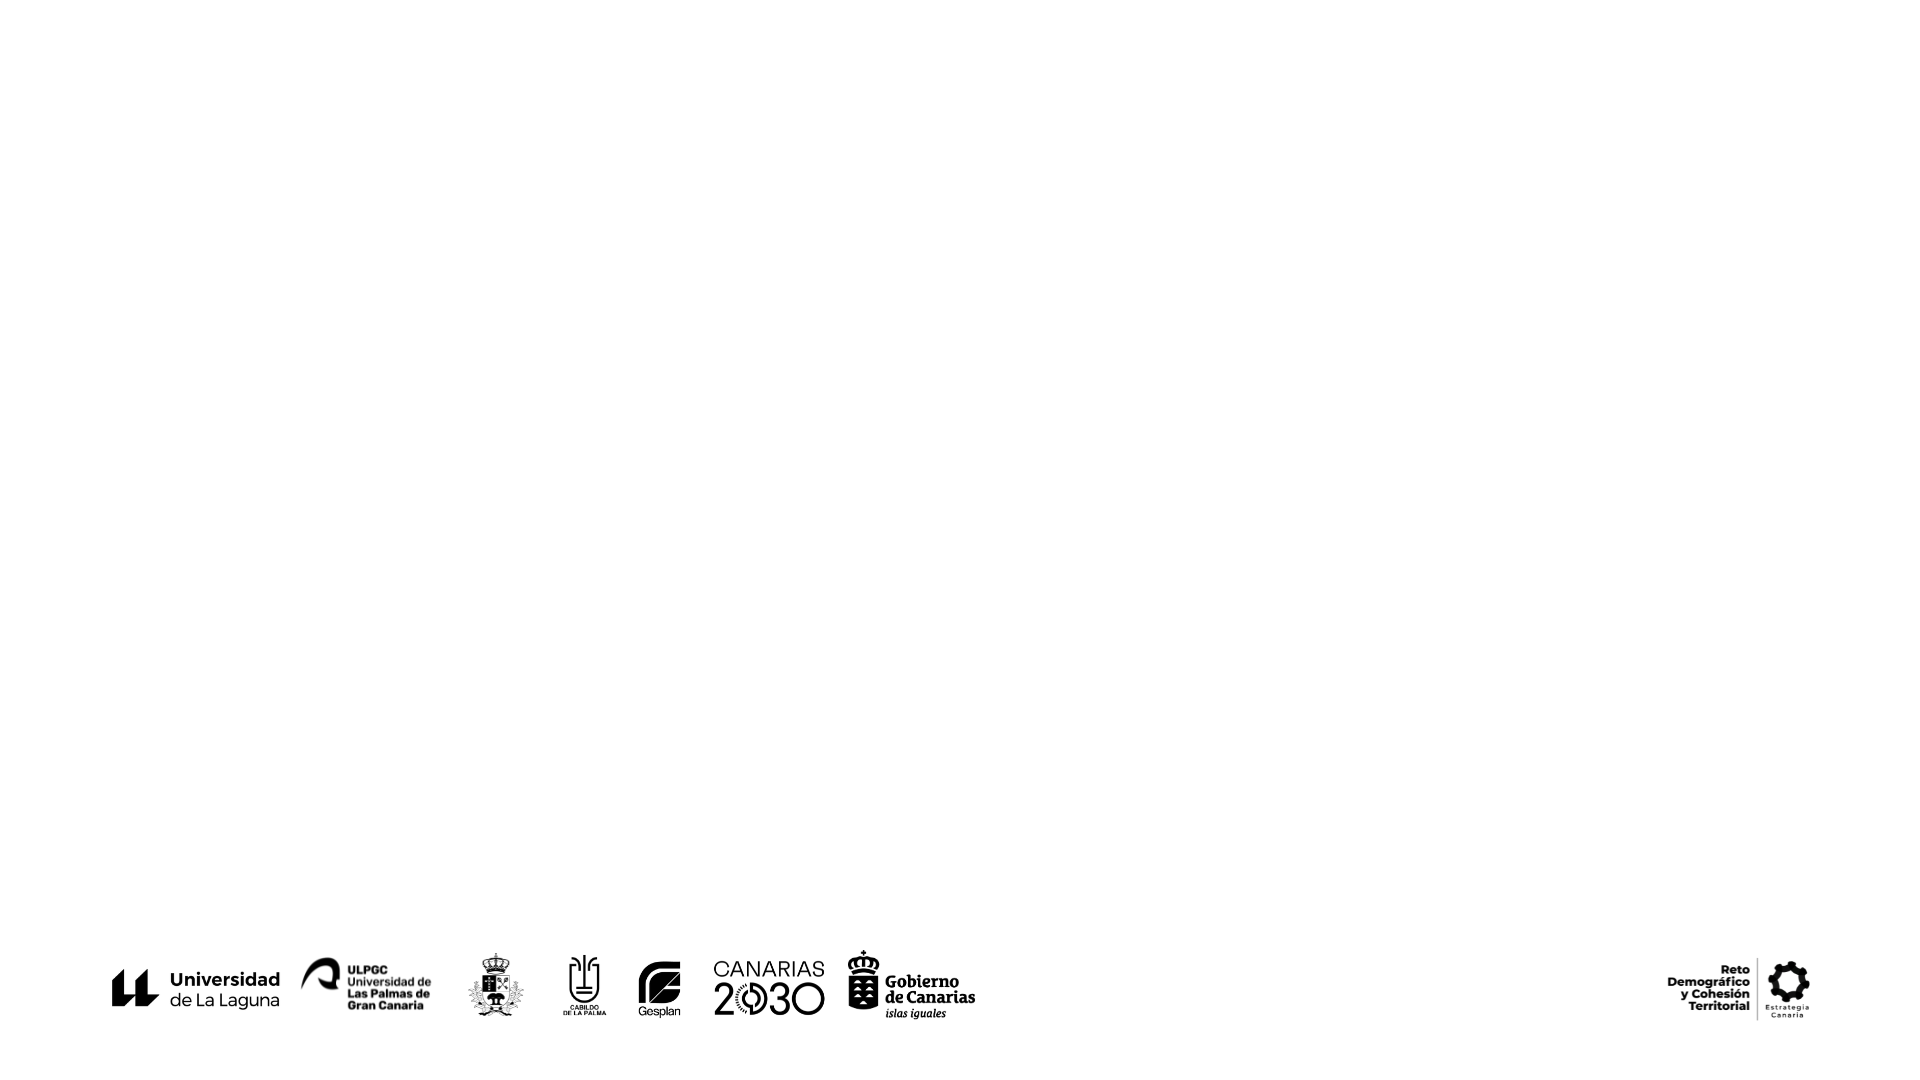 Universidad
de La Laguna
ULPGC
Universidad de
Las Palmas de
Gran Canaria
CABILDO
DE LA PALMA
Gesplan
CANARIAS
2030
Gobierno
de Canarias
islas iguales
Reto
Demográfico
y Cohesión
Territorial
Estrategia
Canaria